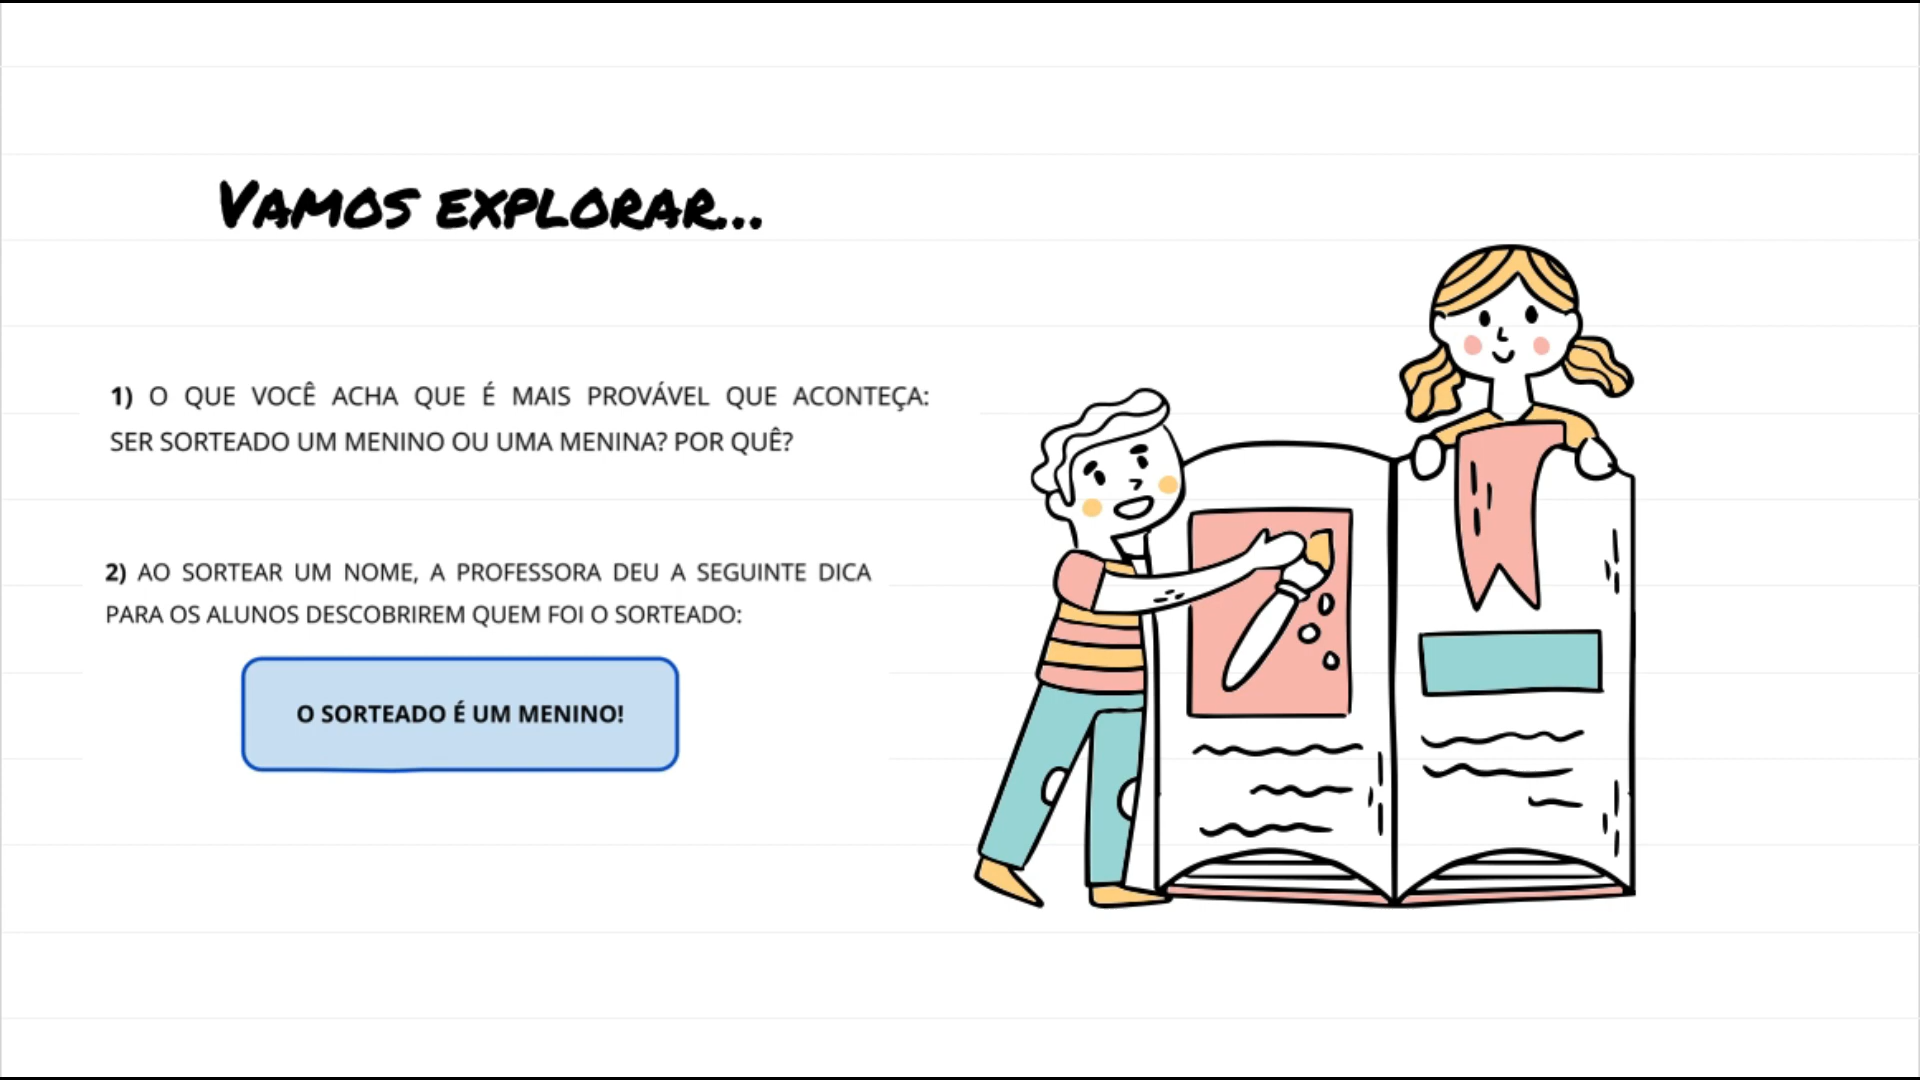 VAMOS EXPLORAR...
1) O QUE VOCÊ ACHA QUE É MAIS PROVÁVEL QUE ACONTEÇA:
SER SORTEADO UM MENINO OU UMA MENINA? POR QUÊ?
2) AO SORTEAR UM NOME, A PROFESSORA DEU A SEGUINTE DICA
PARA OS ALUNOS DESCOBRIREM QUEM FOI O SORTEADO:
O SORTEADO É UM MENINO!